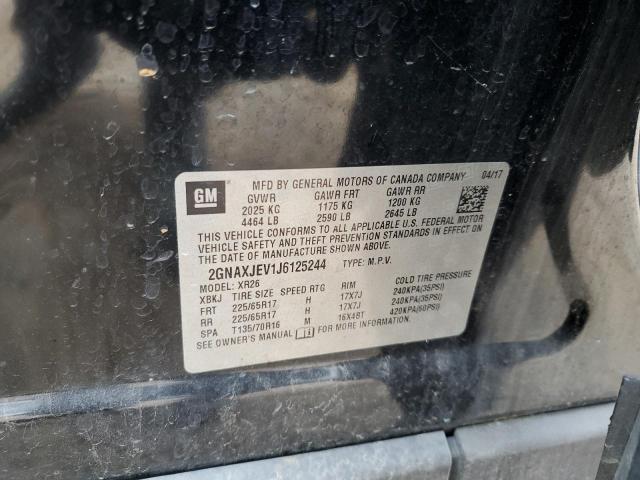 GM MFD BY GENERAL MOTORS OF CANADA COMPANY 04/17
GVWR GAWR FRT GAWR RR
2025 KG 1175 KG 1200 KG
4464 LB 2590 LB 2645 LB
THIS VEHICLE CONFORMS TO ALL APPLICABLE U.S. FEDERAL MOTOR
VEHICLE SAFETY, BUMPER, AND THEFT PREVENTION STANDARDS IN
EFFECT ON THE DATE OF MANUFACTURE SHOWN ABOVE.
2GNAXJEV1J6125244 TYPE: M.P.V.
MODEL: XR26
XBKJ TIRE SIZE SPEED RTG RIM COLD TIRE PRESSURE
FRT 225/65R17 H 17X7J 240KPA(35PSI)
RR 225/65R17 H 17X7J 240KPA(35PSI)
SPA T135/70R16 M 16X4BT 420KPA(60PSI)
SEE OWNER'S MANUAL FOR MORE INFORMATION.